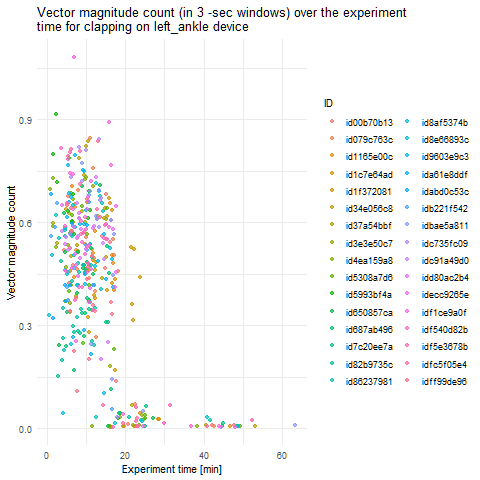 Vector magnitude count (in 3 -sec windows) over the experiment
time for clapping on left_ankle device
Vector magnitude count
0.9
0.6
0.3
0.0
0
20
40
60
Experiment time [min]
ID
id00b70b13
id079c763c
id1165e00c
id1c7e64ad
id1f372081
id34e056c8
id37a54bbf
id3e3e50c7
id4ea159a8
id5308a7d6
id5993bf4a
id650857ca
id687ab496
id7c20ee7a
id82b9735c
id86237981
id8af5374b
id8e66893c
id9603e9c3
ida61e8ddf
idabd0c53c
idb221f542
idbae5a811
idc735fc09
idc91a49d0
idd80ac2b4
idecc9265e
idf1ce9a0f
idf540d82b
idf5e3678b
idfc5f05e4
idff99de96